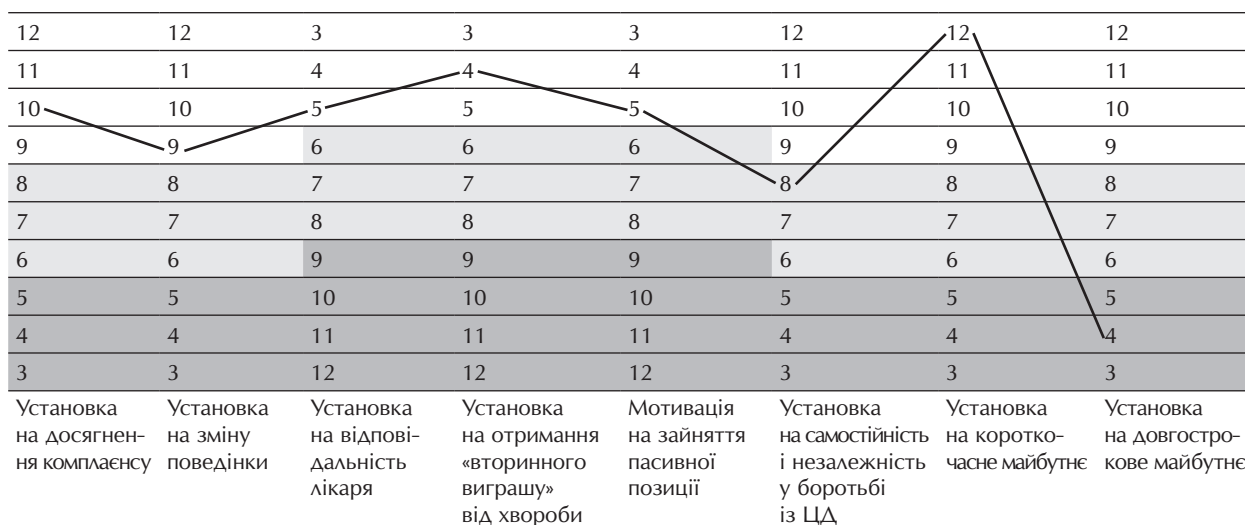 12 12 3 3 3 12 12 12
11 11 4 4 4 11 11 11
10 10 5 5 5 10 10 10
9 9 6 6 6 9 9 9
8 8 7 7 7 8 8 8
7 7 8 8 8 7 7 7
6 6 9 9 9 6 6 6
5 5 10 10 10 5 5 5
4 4 11 11 11 4 4 4
3 3 12 12 12 3 3 3
Установка
на досягнен-
ня комплаєнсу
Установка
на зміну
поведінки
Установка
на відпові-
дальність
лікаря
Установка
на отримання
«вторинного
виграшу»
від хвороби
Мотивація
на зайняття
пасивної
позиції
Установка
на самостійність
і незалежність
у боротьбі
із ЦД
Установка
на коротко-
часне майбутнє
Установка
на довгостро-
кове майбутнє